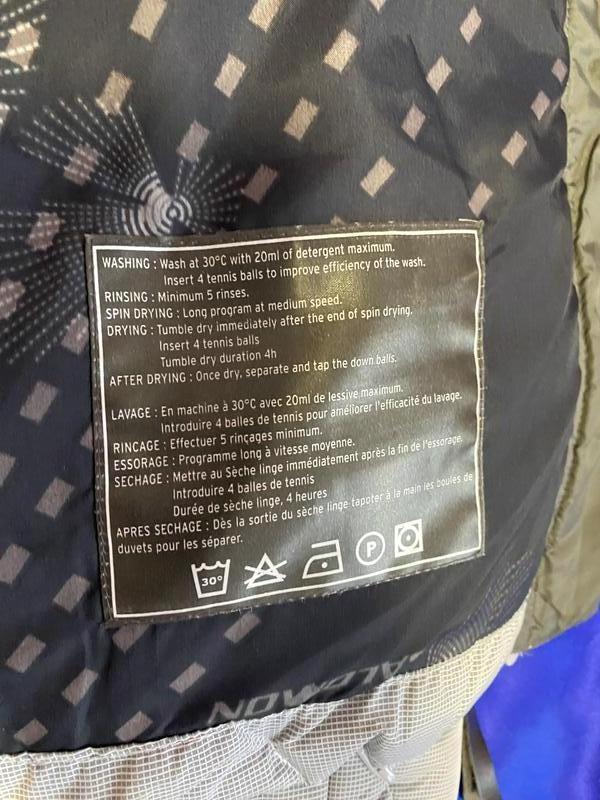 WASHING : Wash at 30°C with 20ml of detergent maximum.
Insert 4 tennis balls to improve efficiency of the wash.
RINSING : Minimum 5 rinses.
SPIN DRYING : Long program at medium speed.
DRYING : Tumble dry immediately after the end of spin drying.
Insert 4 tennis balls
Tumble dry duration 4h
AFTER DRYING : Once dry, separate and tap the down balls.
LAVAGE : En machine à 30°C avec 20ml de lessive maximum.
Introduire 4 balles de tennis pour améliorer l'efficacité du lavage.
RINCAGE : Effectuer 5 rinçages minimum.
ESSORAGE : Programme long à vitesse moyenne.
SECHAGE : Mettre au Sèche linge immédiatement après la fin de l'essorage.
Introduire 4 balles de tennis
Durée de sèche linge, 4 heures
APRES SECHAGE : Dès la sortie du sèche linge tapoter à la main les boules de
duvets pour les séparer.
30° P
SALOMON